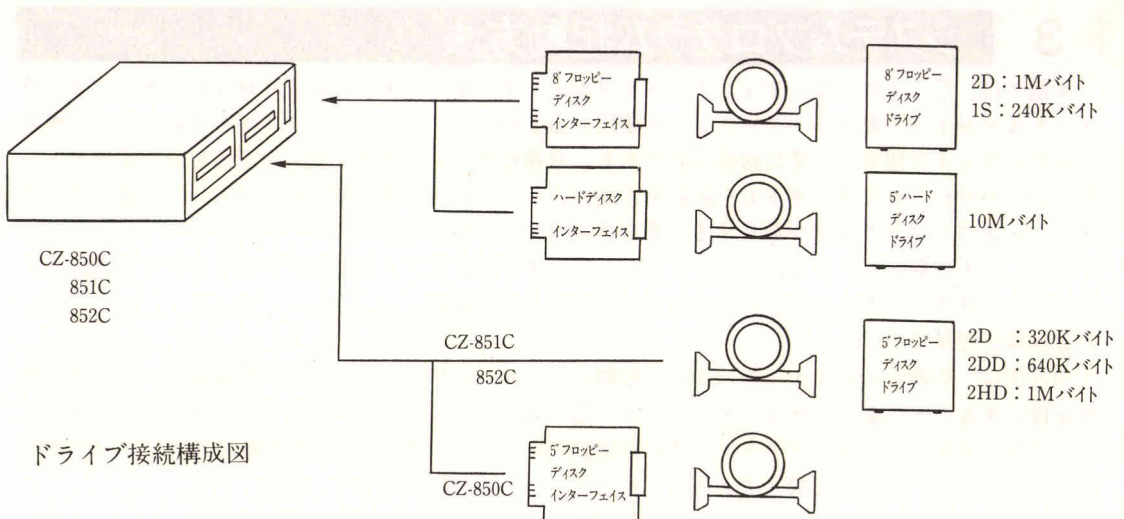 8″フロッピー
ディスク
インターフェイス
8″フロッピー
ディスク
ドライブ
2D：1Mバイト
1S：240Kバイト
ハードディスク
インターフェイス
5″ハード
ディスク
ドライブ
10Mバイト
CZ-850C
851C
852C
CZ-851C
852C
5″フロッピー
ディスク
ドライブ
2D：320Kバイト
2DD：640Kバイト
2HD：1Mバイト
ドライブ接続構成図
CZ-850C
5″フロッピー
ディスク
インターフェイス